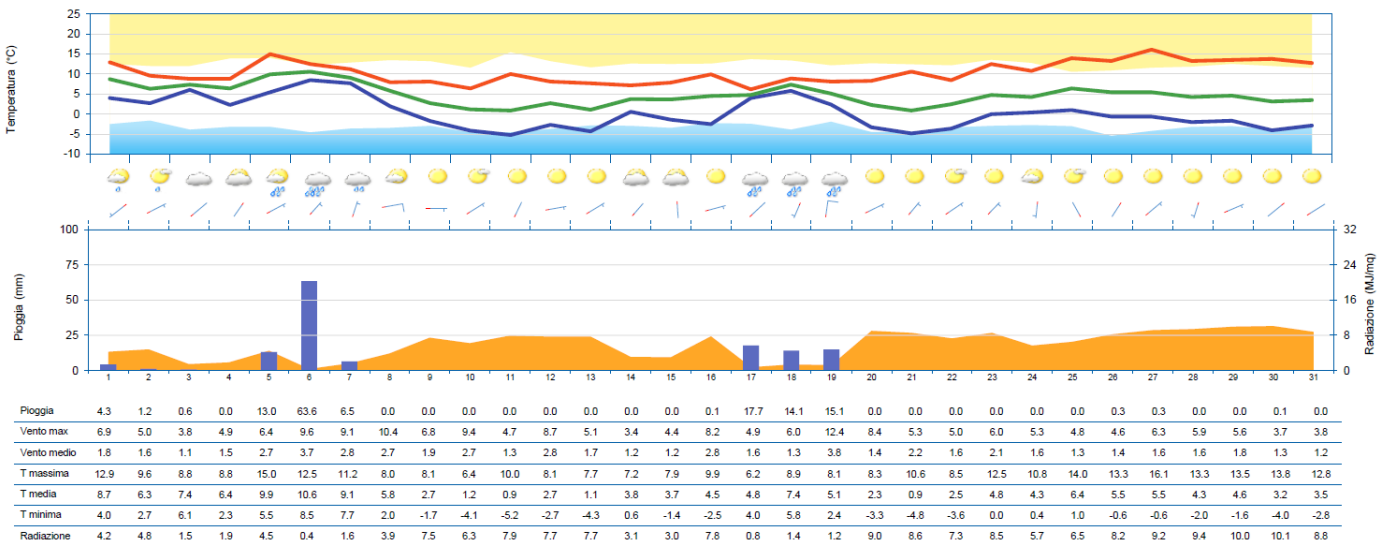 25
20
15
10
5
0
-5
-10
Temperatura (°C)
100
75
50
25
0
Pioggia (mm)
32
24
16
8
0
Radiazione (MJ/mq)
1 2 3 4 5 6 7 8 9 10 11 12 13 14 15 16 17 18 19 20 21 22 23 24 25 26 27 28 29 30 31
Pioggia 4.3 1.2 0.6 0.0 13.0 63.6 6.5 0.0 0.0 0.0 0.0 0.0 0.0 0.0 0.0 0.1 17.7 14.1 15.1 0.0 0.0 0.0 0.0 0.0 0.0 0.3 0.3 0.0 0.0 0.1 0.0
Vento max 6.9 5.0 3.8 4.9 6.4 9.6 9.1 10.4 6.8 9.4 4.7 8.7 5.1 3.4 4.4 8.2 4.9 6.0 12.4 8.4 5.3 5.0 6.0 5.3 4.8 4.6 6.3 5.9 5.6 3.7 3.8
Vento medio 1.8 1.6 1.1 1.5 2.7 3.7 2.8 2.7 1.9 2.7 1.3 2.8 1.7 1.2 1.2 2.8 1.6 1.3 3.8 1.4 2.2 1.6 2.1 1.6 1.3 1.4 1.6 1.6 1.8 1.3 1.2
T massima 12.9 9.6 8.8 8.8 15.0 12.5 11.2 8.0 8.1 6.4 10.0 8.1 7.7 7.2 7.9 9.9 6.2 8.9 8.1 8.3 10.6 8.5 12.5 10.8 14.0 13.3 16.1 13.3 13.5 13.8 12.8
T media 8.7 6.3 7.4 6.4 9.9 10.6 9.1 5.8 2.7 1.2 0.9 2.7 1.1 3.8 3.7 4.5 4.8 7.4 5.1 2.3 0.9 2.5 4.8 4.3 6.4 5.5 5.5 4.3 4.6 3.2 3.5
T minima 4.0 2.7 6.1 2.3 5.5 8.5 7.7 2.0 -1.7 -4.1 -5.2 -2.7 -4.3 0.6 -1.4 -2.5 4.0 5.8 2.4 -3.3 -4.8 -3.6 0.0 0.4 1.0 -0.6 -0.6 -2.0 -1.6 -4.0 -2.8
Radiazione 4.2 4.8 1.5 1.9 4.5 0.4 1.6 3.9 7.5 6.3 7.9 7.7 7.7 3.1 3.0 7.8 0.8 1.4 1.2 9.0 8.6 7.3 8.5 5.7 6.5 8.2 9.2 9.4 10.0 10.1 8.8